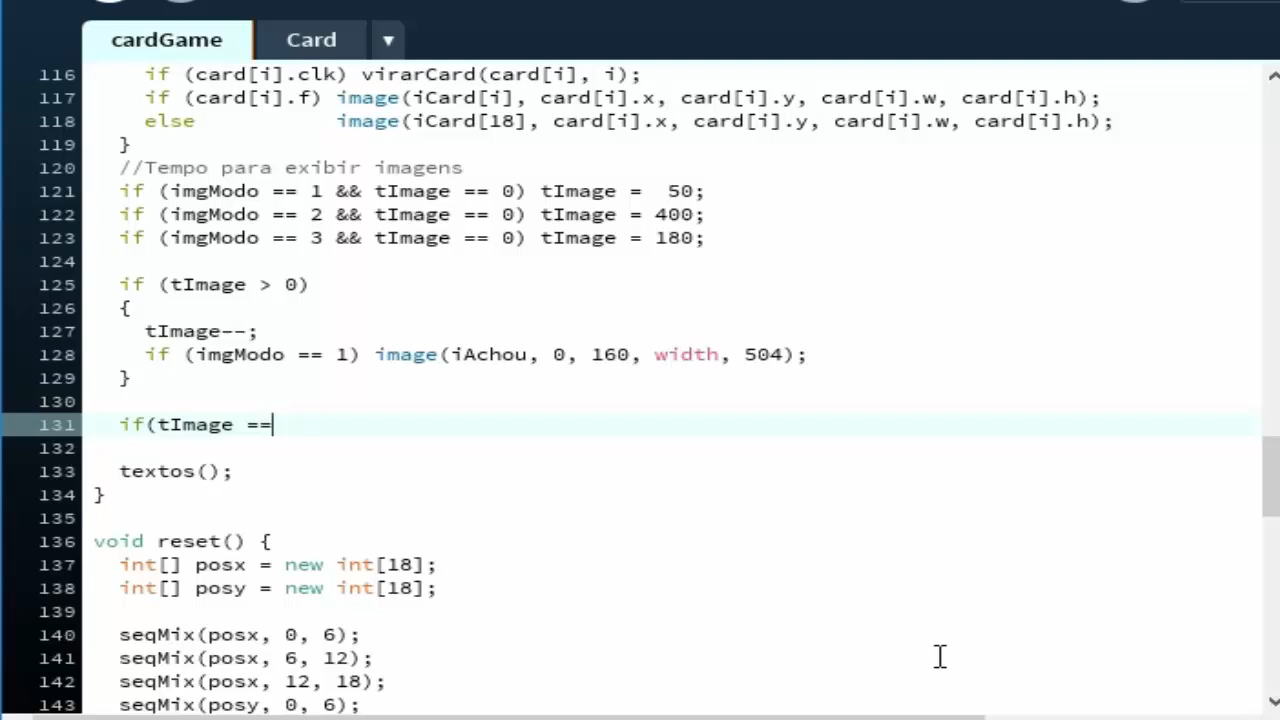 cardGame Card ▼
116 if (card[i].clk) virarCard(card[i], i);
117 if (card[i].f) image(iCard[i], card[i].x, card[i].y, card[i].w, card[i].h);
118 else image(iCard[18], card[i].x, card[i].y, card[i].w, card[i].h);
119 }
120 //Tempo para exibir imagens
121 if (imgModo == 1 && tImage == 0) tImage =  50;
122 if (imgModo == 2 && tImage == 0) tImage = 400;
123 if (imgModo == 3 && tImage == 0) tImage = 180;
124
125 if (tImage > 0)
126 {
127 tImage--;
128 if (imgModo == 1) image(iAchou, 0, 160, width, 504);
129 }
130
131 if(tImage ==
132
133 textos();
134 }
135
136 void reset() {
137 int[] posx = new int[18];
138 int[] posy = new int[18];
139
140 seqMix(posx, 0, 6);
141 seqMix(posx, 6, 12);
142 seqMix(posx, 12, 18);
143 seqMix(posy, 0, 6);